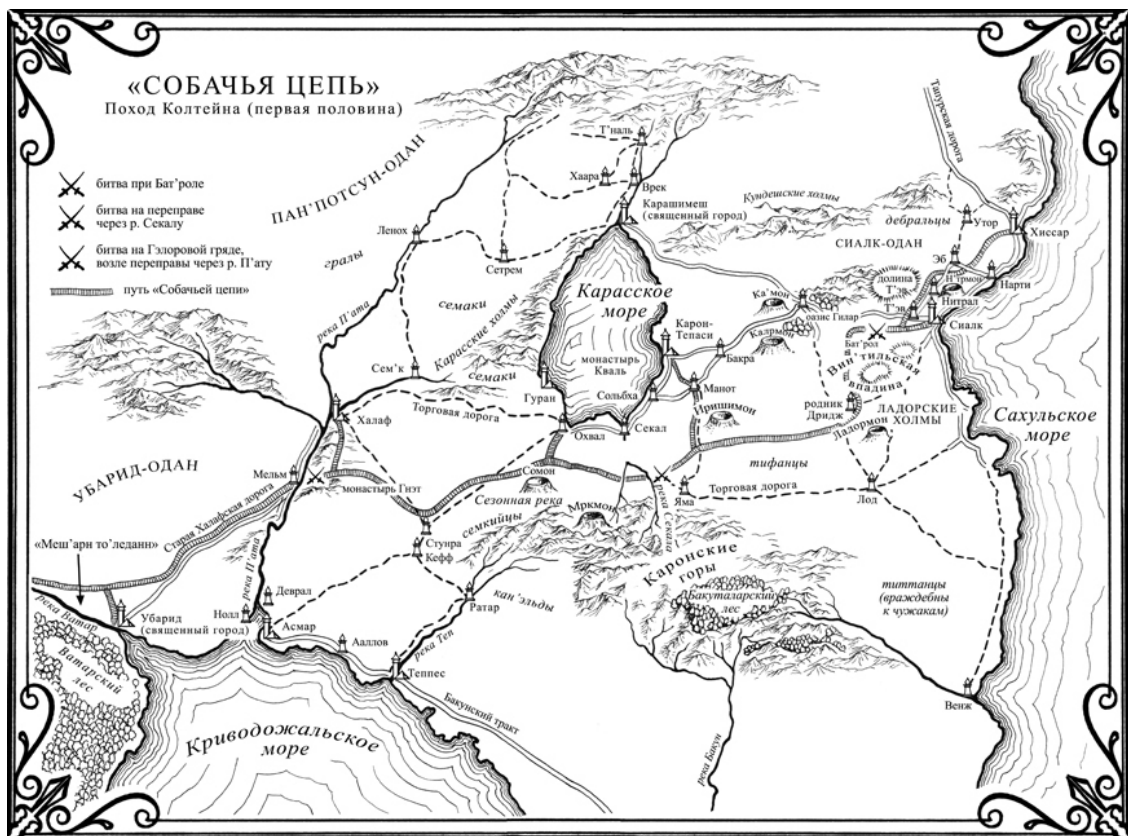 «СОБАЧЬЯ ЦЕПЬ»
Поход Колтейна (первая половина)
битва при Бат’роле
битва на переправе
через р. Секалу
битва на Гэлоровой гряде,
возле переправы через р. П’ату
путь «Собачьей цепи»
ПАН’ПОТСУН-ОДАН
Т’наль
Хаара
Врек
Карашимеш
(священный город)
Кундешские холмы
Тапурская дорога
дебральцы
Утор
Хиссар
СИАЛК-ОДАН
Эб
Н’трмон
Нарти
долина
Т’эв
Нитрал
Т’эв
Сиалк
Ленох
гралы
Сетрем
семаки
Карасские холмы
река П’ата
Карасское
море
монастырь
Кваль
Ка’мон
оазис Гилар
Калрмон
Карон-
Тепаси
Бакра
Бат’рол
Вин’тильская
впадина
Сем’к
семаки
Гуран
Сольбха
Манот
Иришимон
родник
Дридж
ЛАДОРСКИЕ
ХОЛМЫ
Ладормон
Сахульское
море
Халаф
Торговая дорога
Охвал
Секал
УБАРИД-ОДАН
Мельм
монастырь Гнэт
Сомон
тифанцы
Яма
Торговая дорога
Лод
Старая Халафская дорога
Сезонная река
Мркмон
река Секала
«Меш’арн то’леданн»
Ступра
семкийцы
Кефф
Каронские
горы
река П’ата
Деврал
Нолл
Ратар
кан’эльды
Бакуталарский
лес
титтанцы
(враждебны
к чужакам)
река Ватар
Убарид
(священный город)
Асмар
Ааллов
река Теп
Ватарский
лес
Теппес
Бакунский тракт
Венж
Криводожальское
море
река Бакун